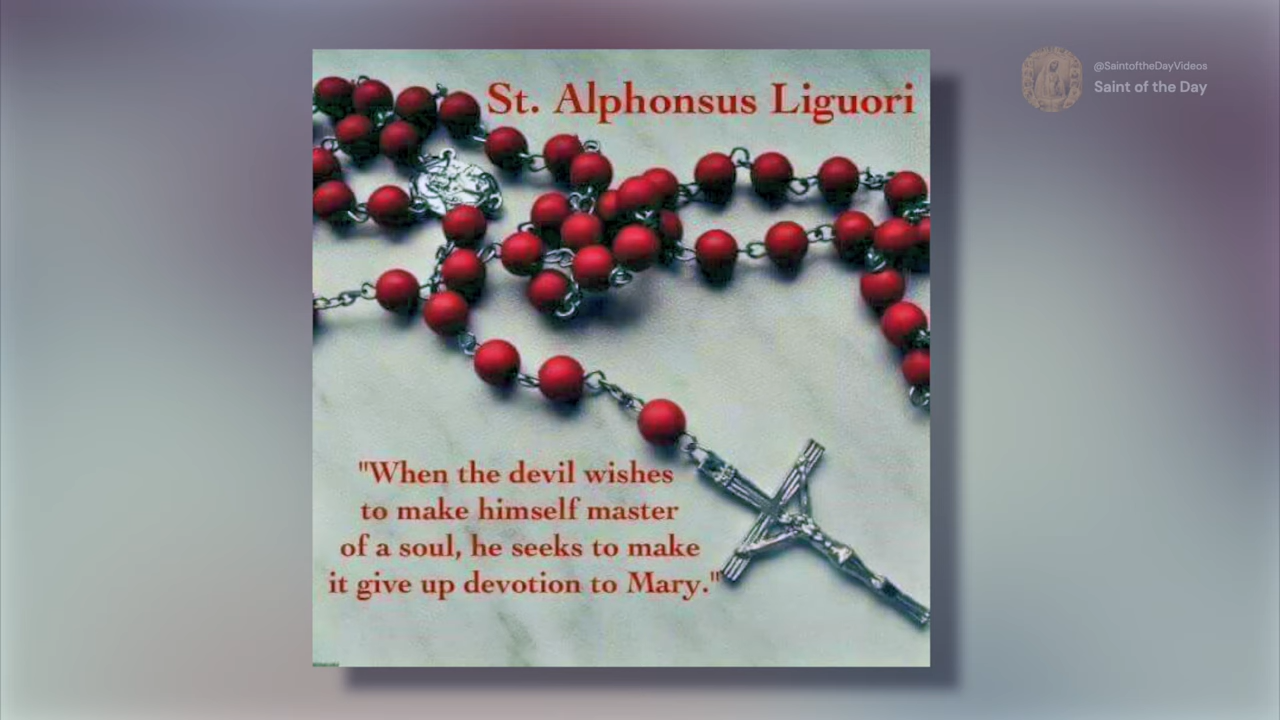 @SaintoftheDayVideos
Saint of the Day
St. Alphonsus Liguori
"When the devil wishes
to make himself master
of a soul, he seeks to make
it give up devotion to Mary."